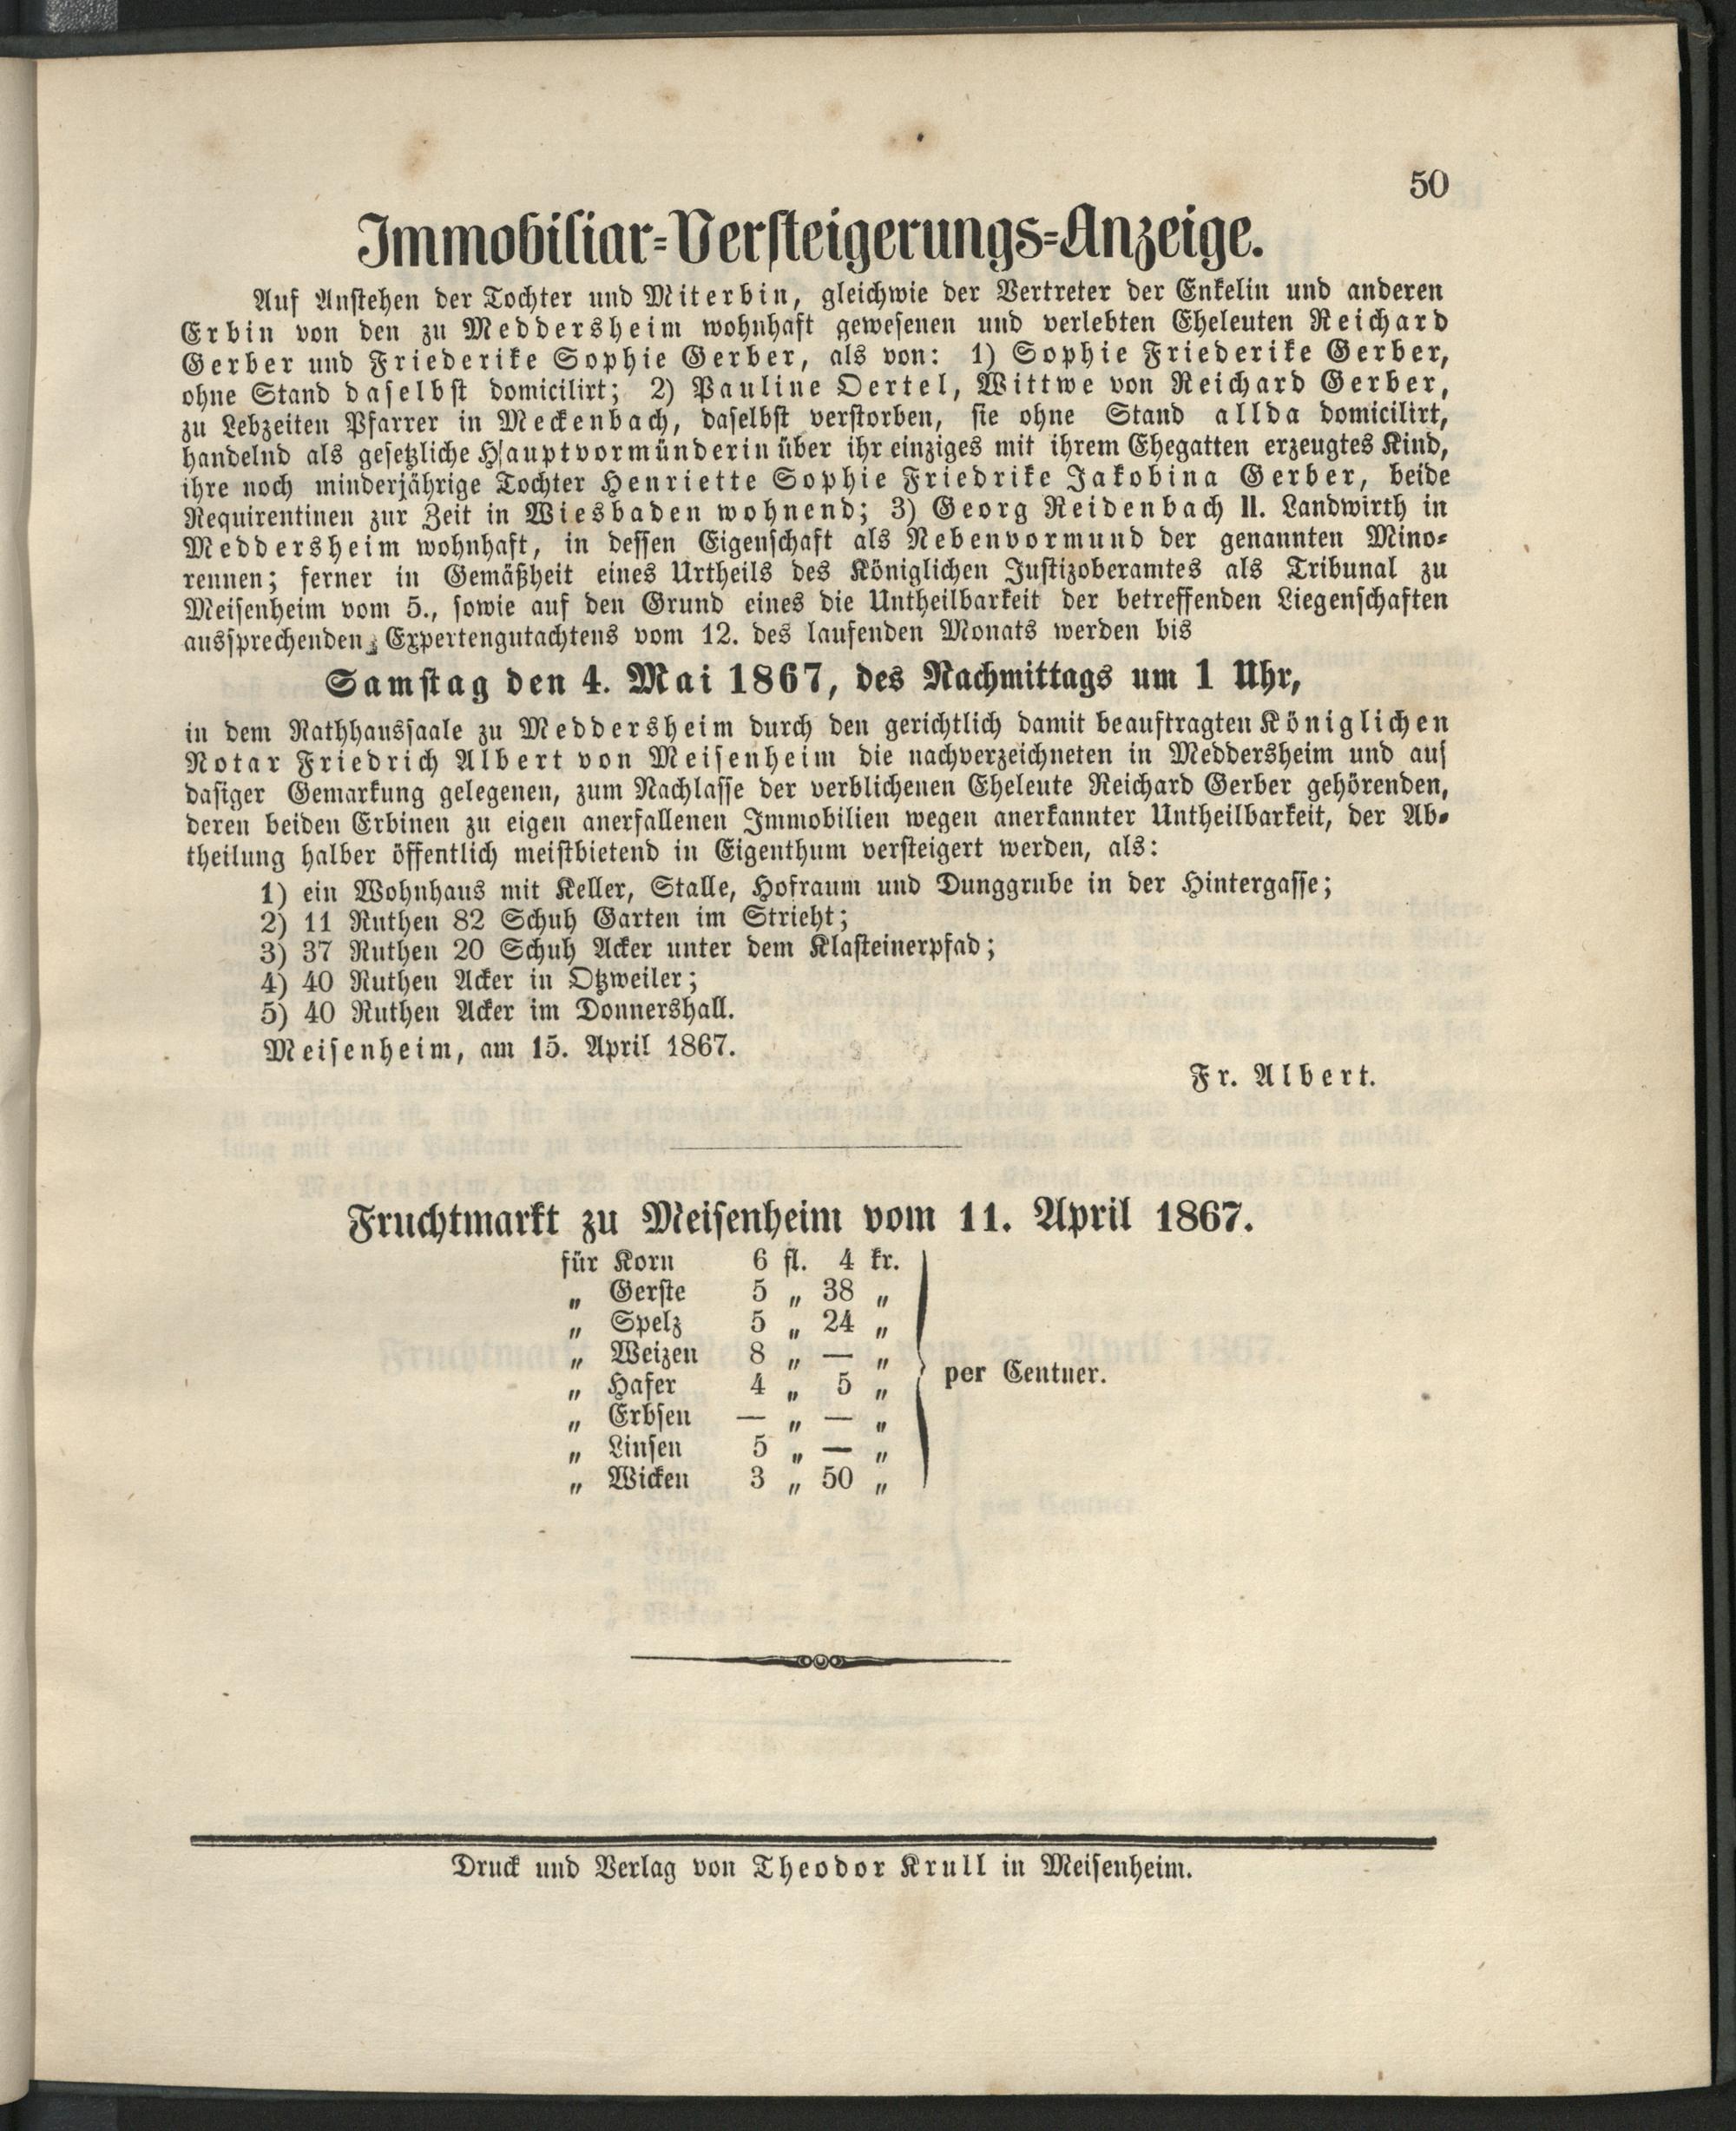 50
Immobiliar-Versteigerungs-Anzeige.
Auf Anstehen der Tochter und Miterbin, gleichwie der Vertreter der Enkelin und anderen
Erbin von den zu Meddersheim wohnhaft gewesenen und verlebten Eheleuten Reichard
Gerber und Friederike Sophie Gerber, als von: 1) Sophie Friederike Gerber,
ohne Stand daselbst domicilirt; 2) Pauline Oertel, Wittwe von Reichard Gerber,
zu Lebzeiten Pfarrer in Meckenbach, daselbst verstorben, sie ohne Stand allda domicilirt,
handelnd als gesetzliche Hauptvormünderin über ihr einziges mit ihrem Ehegatten erzeugtes Kind,
ihre noch minderjährige Tochter Henriette Sophie Friedrike Jakobina Gerber, beide
Requirentinen zur Zeit in Wiesbaden wohnend; 3) Georg Reidenbach II. Landwirth in
Meddersheim wohnhaft, in dessen Eigenschaft als Nebenvormund der genannten Mino-
rennen; ferner in Gemäßheit eines Urtheils des Königlichen Justizoberamtes als Tribunal zu
Meisenheim vom 5., sowie auf den Grund eines die Untheilbarkeit der betreffenden Liegenschaften
aussprechenden Expertengutachtens vom 12. des laufenden Monats werden bis
Samstag den 4. Mai 1867, des Nachmittags um 1 Uhr,
in dem Rathhaussaale zu Meddersheim durch den gerichtlich damit beauftragten Königlichen
Notar Friedrich Albert von Meisenheim die nachverzeichneten in Meddersheim und auf
dasiger Gemarkung gelegenen, zum Nachlasse der verblichenen Eheleute Reichard Gerber gehörenden,
deren beiden Erbinen zu eigen anerfallenen Immobilien wegen anerkannter Untheilbarkeit, der Ab-
theilung halber öffentlich meistbietend in Eigenthum versteigert werden, als:
1) ein Wohnhaus mit Keller, Stalle, Hofraum und Dunggrube in der Hintergasse;
2) 11 Ruthen 82 Schuh Garten im Strieht;
3) 37 Ruthen 20 Schuh Acker unter dem Klasteinerpfad;
4) 40 Ruthen Acker in Otzweiler;
5) 40 Ruthen Acker im Donnershall.
Meisenheim, am 15. April 1867.
Fr. Albert.
Fruchtmarkt zu Meisenheim vom 11. April 1867.
für Korn 6 fl. 4 kr.
„ Gerste 5 „ 38 „
„ Spelz 5 „ 24 „
„ Weizen 8 „ — „
per Centner.
„ Hafer 4 „ 5 „
„ Erbsen — „ — „
„ Linsen 5 „ — „
„ Wicken 3 „ 50 „
Druck und Verlag von Theodor Krull in Meisenheim.